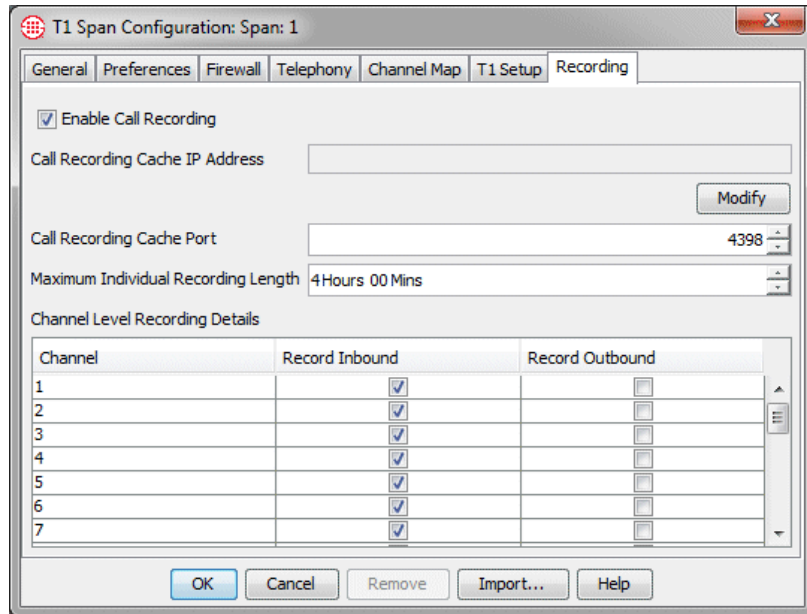 T1 Span Configuration: Span: 1
General Preferences Firewall Telephony Channel Map T1 Setup Recording
Enable Call Recording
Call Recording Cache IP Address
Modify
Call Recording Cache Port 4398
Maximum Individual Recording Length 4Hours 00Mins
Channel Level Recording Details
Channel Record Inbound Record Outbound
1
2
3
4
5
6
7
OK Cancel Remove Import... Help